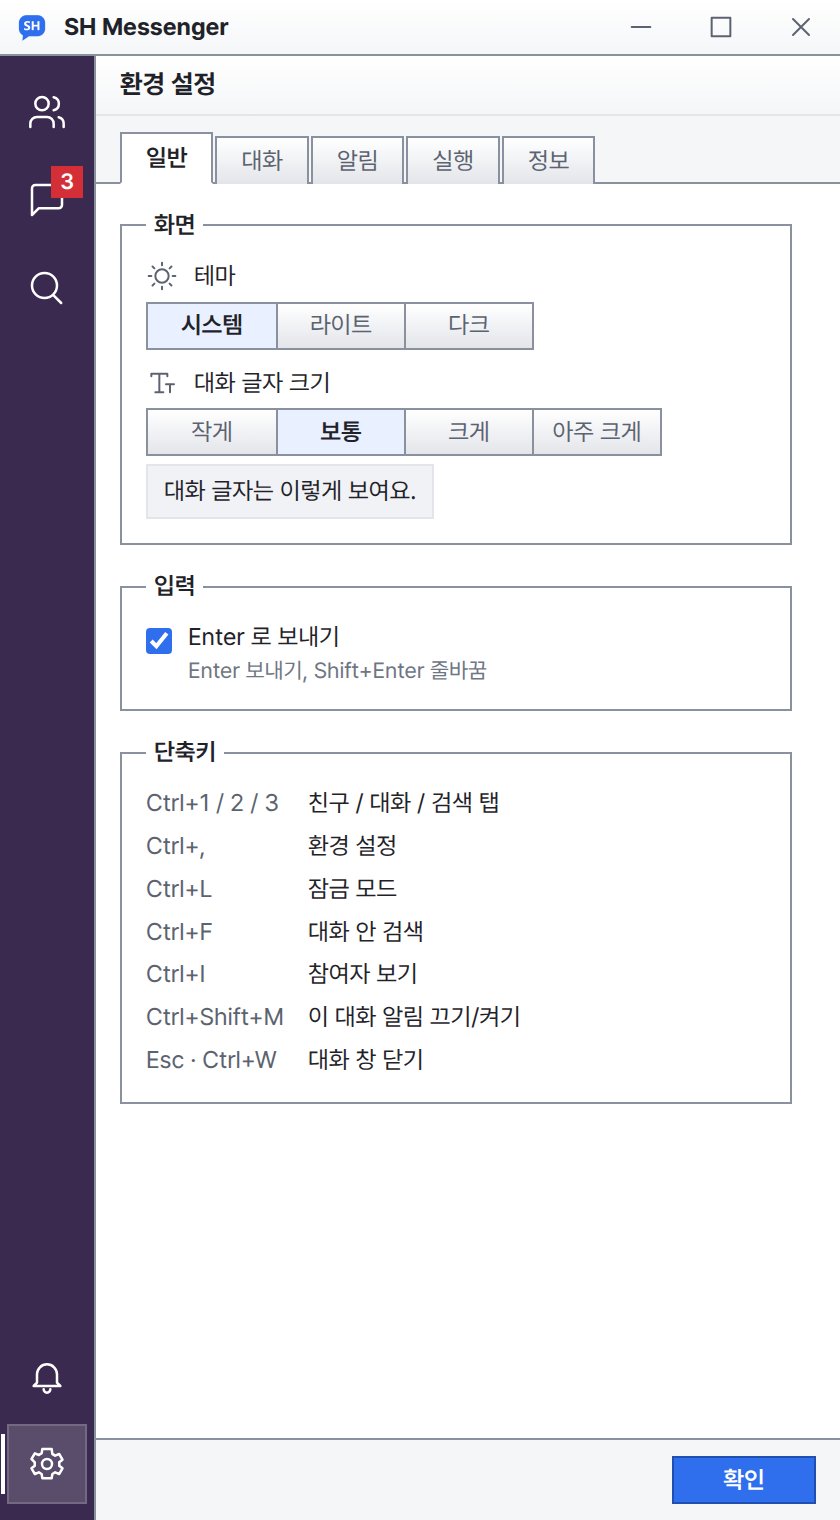 SH SH Messenger
환경 설정
3
일반 대화 알림 실행 정보
화면
테마
시스템 라이트 다크
대화 글자 크기
작게 보통 크게 아주 크게
대화 글자는 이렇게 보여요.
입력
Enter 로 보내기
Enter 보내기, Shift+Enter 줄바꿈
단축키
Ctrl+1 / 2 / 3 친구 / 대화 / 검색 탭
Ctrl+, 환경 설정
Ctrl+L 잠금 모드
Ctrl+F 대화 안 검색
Ctrl+I 참여자 보기
Ctrl+Shift+M 이 대화 알림 끄기/켜기
Esc · Ctrl+W 대화 창 닫기
확인